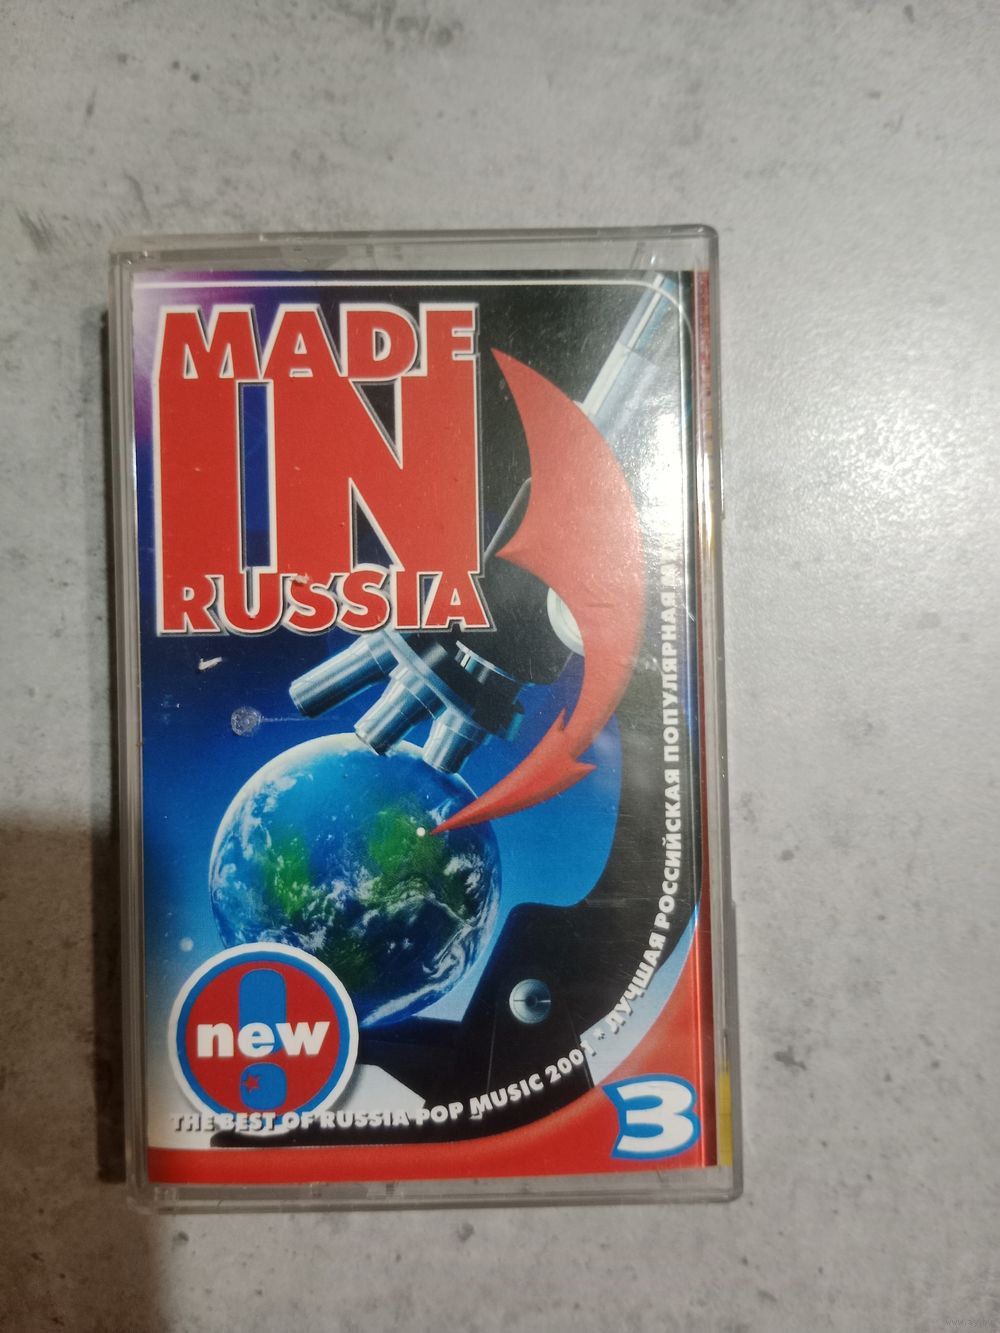 MADE
IN
RUSSIA
new
THE BEST OF RUSSIA POP MUSIC 2001 * ЛУЧШАЯ РОССИЙСКАЯ ПОПУЛЯРНАЯ
3